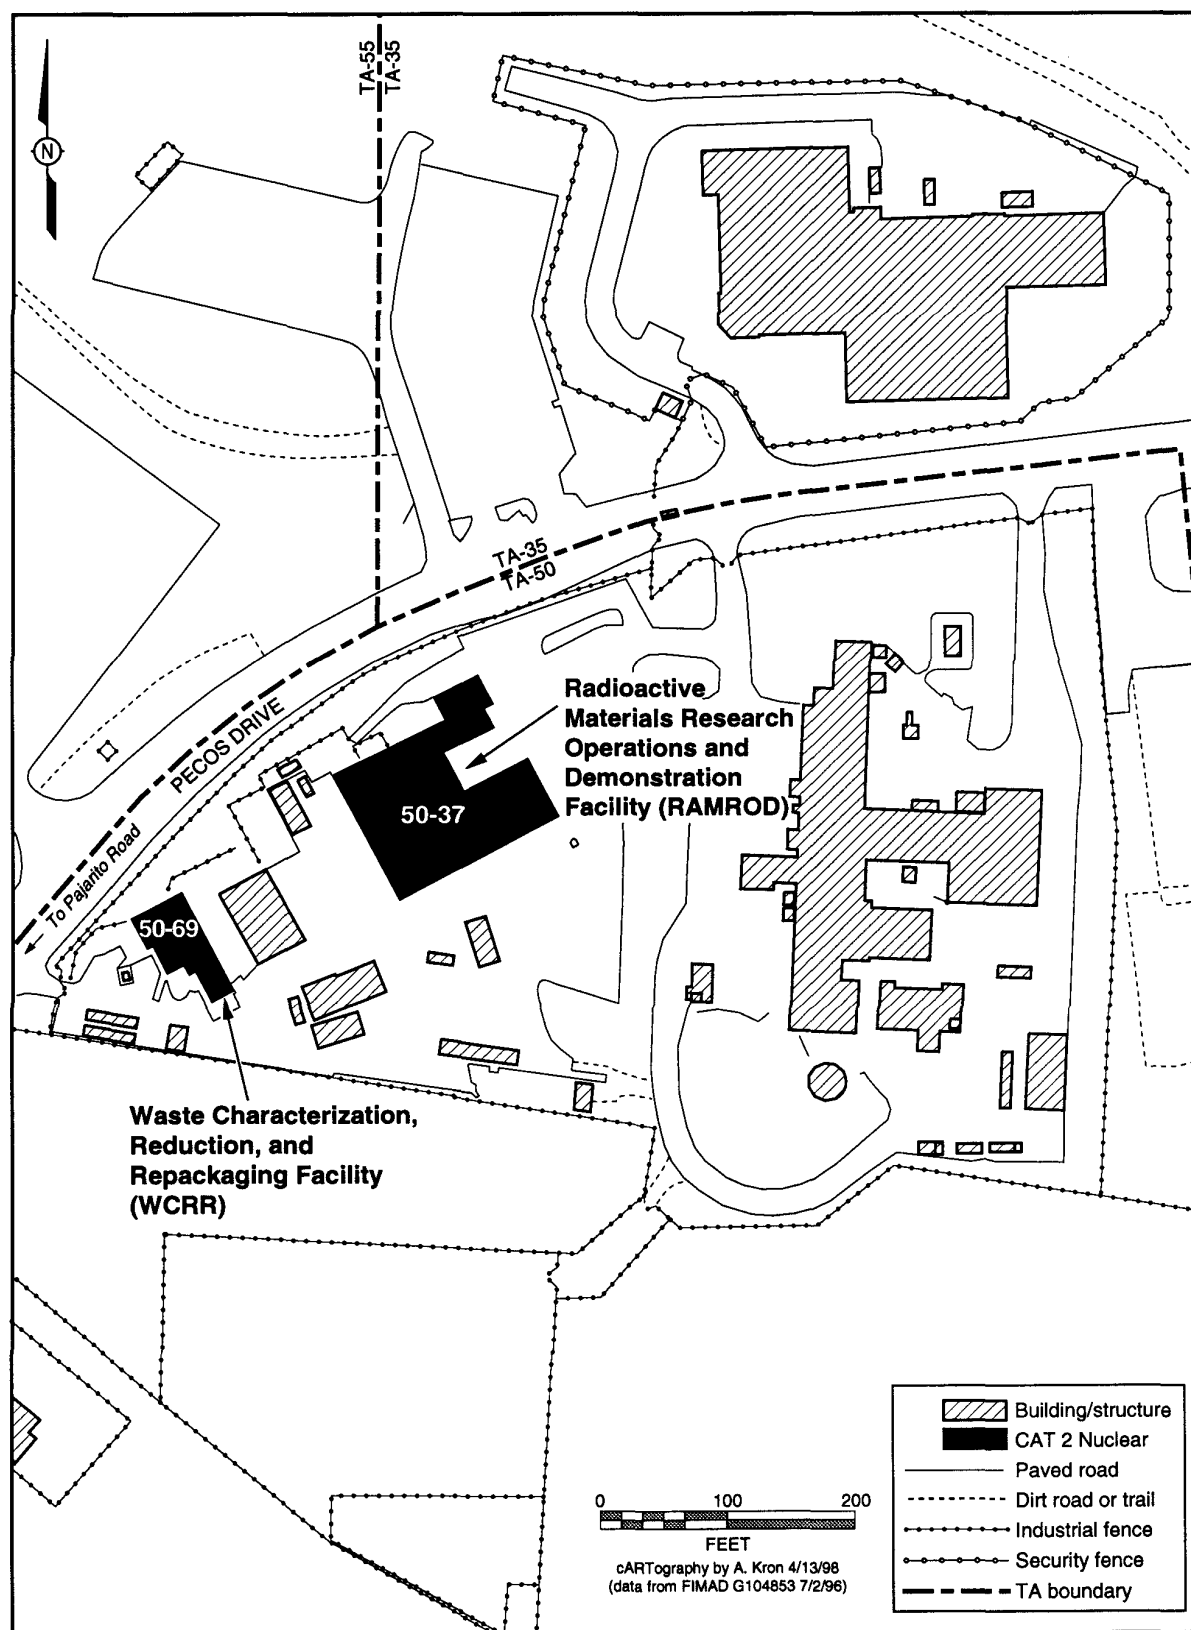 TA-55
TA-35
N
TA-35
TA-50
PECOS DRIVE
To Pajarito Road
Radioactive
Materials Research
Operations and
Demonstration
Facility (RAMROD)
50-37
50-69
Waste Characterization,
Reduction, and
Repackaging Facility
(WCRR)
Building/structure
CAT 2 Nuclear
Paved road
Dirt road or trail
Industrial fence
Security fence
TA boundary
0 100 200
FEET
cARTography by A. Kron 4/13/98
(data from FIMAD G104853 7/2/96)